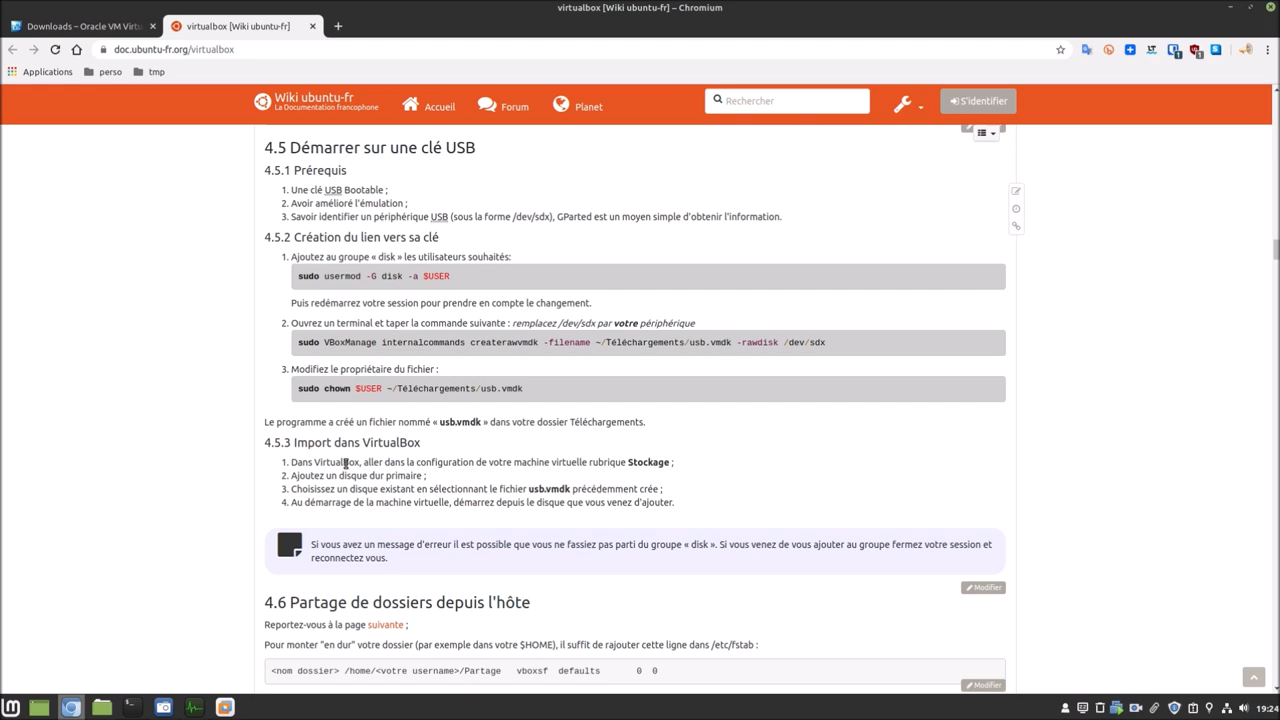 virtualbox [Wiki ubuntu-fr] – Chromium
Downloads – Oracle VM Virtu
virtualbox [Wiki ubuntu-fr]
doc.ubuntu-fr.org/virtualbox
Applications
perso
tmp
Wiki ubuntu-fr
La Documentation francophone
Accueil
Forum
Planet
Rechercher
S'identifier
4.5 Démarrer sur une clé USB
4.5.1 Prérequis
1. Une clé USB Bootable ;
2. Avoir amélioré l'émulation ;
3. Savoir identifier un périphérique USB (sous la forme /dev/sdx), GParted est un moyen simple d'obtenir l'information.
4.5.2 Création du lien vers sa clé
1. Ajoutez au groupe « disk » les utilisateurs souhaités:
sudo usermod -G disk -a $USER
Puis redémarrez votre session pour prendre en compte le changement.
2. Ouvrez un terminal et taper la commande suivante : remplacez /dev/sdx par votre périphérique
sudo VBoxManage internalcommands createrawvmdk -filename ~/Téléchargements/usb.vmdk -rawdisk /dev/sdx
3. Modifiez le propriétaire du fichier :
sudo chown $USER ~/Téléchargements/usb.vmdk
Le programme a créé un fichier nommé « usb.vmdk » dans votre dossier Téléchargements.
4.5.3 Import dans VirtualBox
1. Dans VirtualBox, aller dans la configuration de votre machine virtuelle rubrique Stockage ;
2. Ajoutez un disque dur primaire ;
3. Choisissez un disque existant en sélectionnant le fichier usb.vmdk précédemment crée ;
4. Au démarrage de la machine virtuelle, démarrez depuis le disque que vous venez d'ajouter.
Si vous avez un message d'erreur il est possible que vous ne fassiez pas parti du groupe « disk ». Si vous venez de vous ajouter au groupe fermez votre session et
reconnectez vous.
Modifier
4.6 Partage de dossiers depuis l'hôte
Reportez-vous à la page suivante ;
Pour monter "en dur" votre dossier (par exemple dans votre $HOME), il suffit de rajouter cette ligne dans /etc/fstab :
<nom dossier> /home/<votre username>/Partage vboxsf defaults 0 0
Modifier
19:24